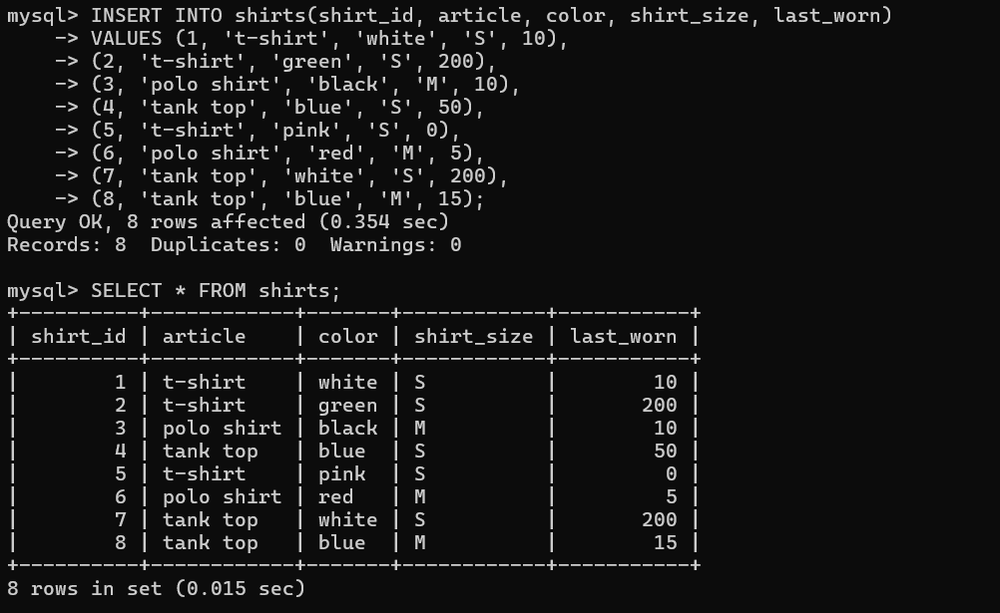 mysql> INSERT INTO shirts(shirt_id, article, color, shirt_size, last_worn)
    -> VALUES (1, 't-shirt', 'white', 'S', 10),
    -> (2, 't-shirt', 'green', 'S', 200),
    -> (3, 'polo shirt', 'black', 'M', 10),
    -> (4, 'tank top', 'blue', 'S', 50),
    -> (5, 't-shirt', 'pink', 'S', 0),
    -> (6, 'polo shirt', 'red', 'M', 5),
    -> (7, 'tank top', 'white', 'S', 200),
    -> (8, 'tank top', 'blue', 'M', 15);
Query OK, 8 rows affected (0.354 sec)
Records: 8  Duplicates: 0  Warnings: 0

mysql> SELECT * FROM shirts;
+----------+------------+-------+------------+-----------+
| shirt_id | article    | color | shirt_size | last_worn |
+----------+------------+-------+------------+-----------+
|        1 | t-shirt    | white | S          |        10 |
|        2 | t-shirt    | green | S          |       200 |
|        3 | polo shirt | black | M          |        10 |
|        4 | tank top   | blue  | S          |        50 |
|        5 | t-shirt    | pink  | S          |         0 |
|        6 | polo shirt | red   | M          |         5 |
|        7 | tank top   | white | S          |       200 |
|        8 | tank top   | blue  | M          |        15 |
+----------+------------+-------+------------+-----------+
8 rows in set (0.015 sec)